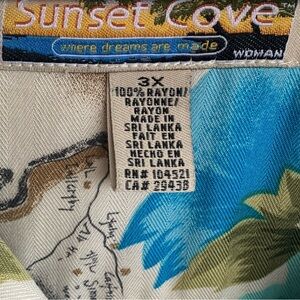 Sunset Cove™
where dreams are made
WOMAN
3X
100% RAYON/
RAYONNE/
RAYON
MADE IN
SRI LANKA
FAIT EN
SRI LANKA
HECHO EN
SRI LANKA
RN# 104521
CA# 29438